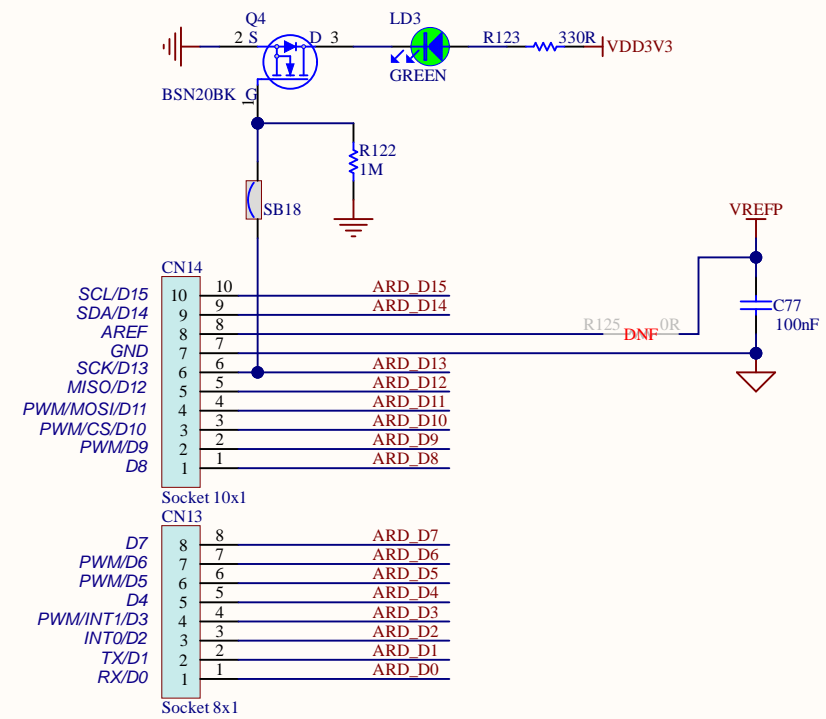 Q4
LD3
2 S D 3
R123 330R VDD3V3
GREEN
BSN20BK G
1
R122
1M
SB18
VREFP
CN14
SCL/D15 10 10 ARD_D15
SDA/D14 9 9 ARD_D14
AREF 8 8 R125 DNF 0R
C77
100nF
GND 7 7
SCK/D13 6 6 ARD_D13
MISO/D12 5 5 ARD_D12
PWM/MOSI/D11 4 4 ARD_D11
PWM/CS/D10 3 3 ARD_D10
PWM/D9 2 2 ARD_D9
D8 1 1 ARD_D8
Socket 10x1
CN13
D7 8 8 ARD_D7
PWM/D6 7 7 ARD_D6
PWM/D5 6 6 ARD_D5
D4 5 5 ARD_D4
PWM/INT1/D3 4 4 ARD_D3
INT0/D2 3 3 ARD_D2
TX/D1 2 2 ARD_D1
RX/D0 1 1 ARD_D0
Socket 8x1